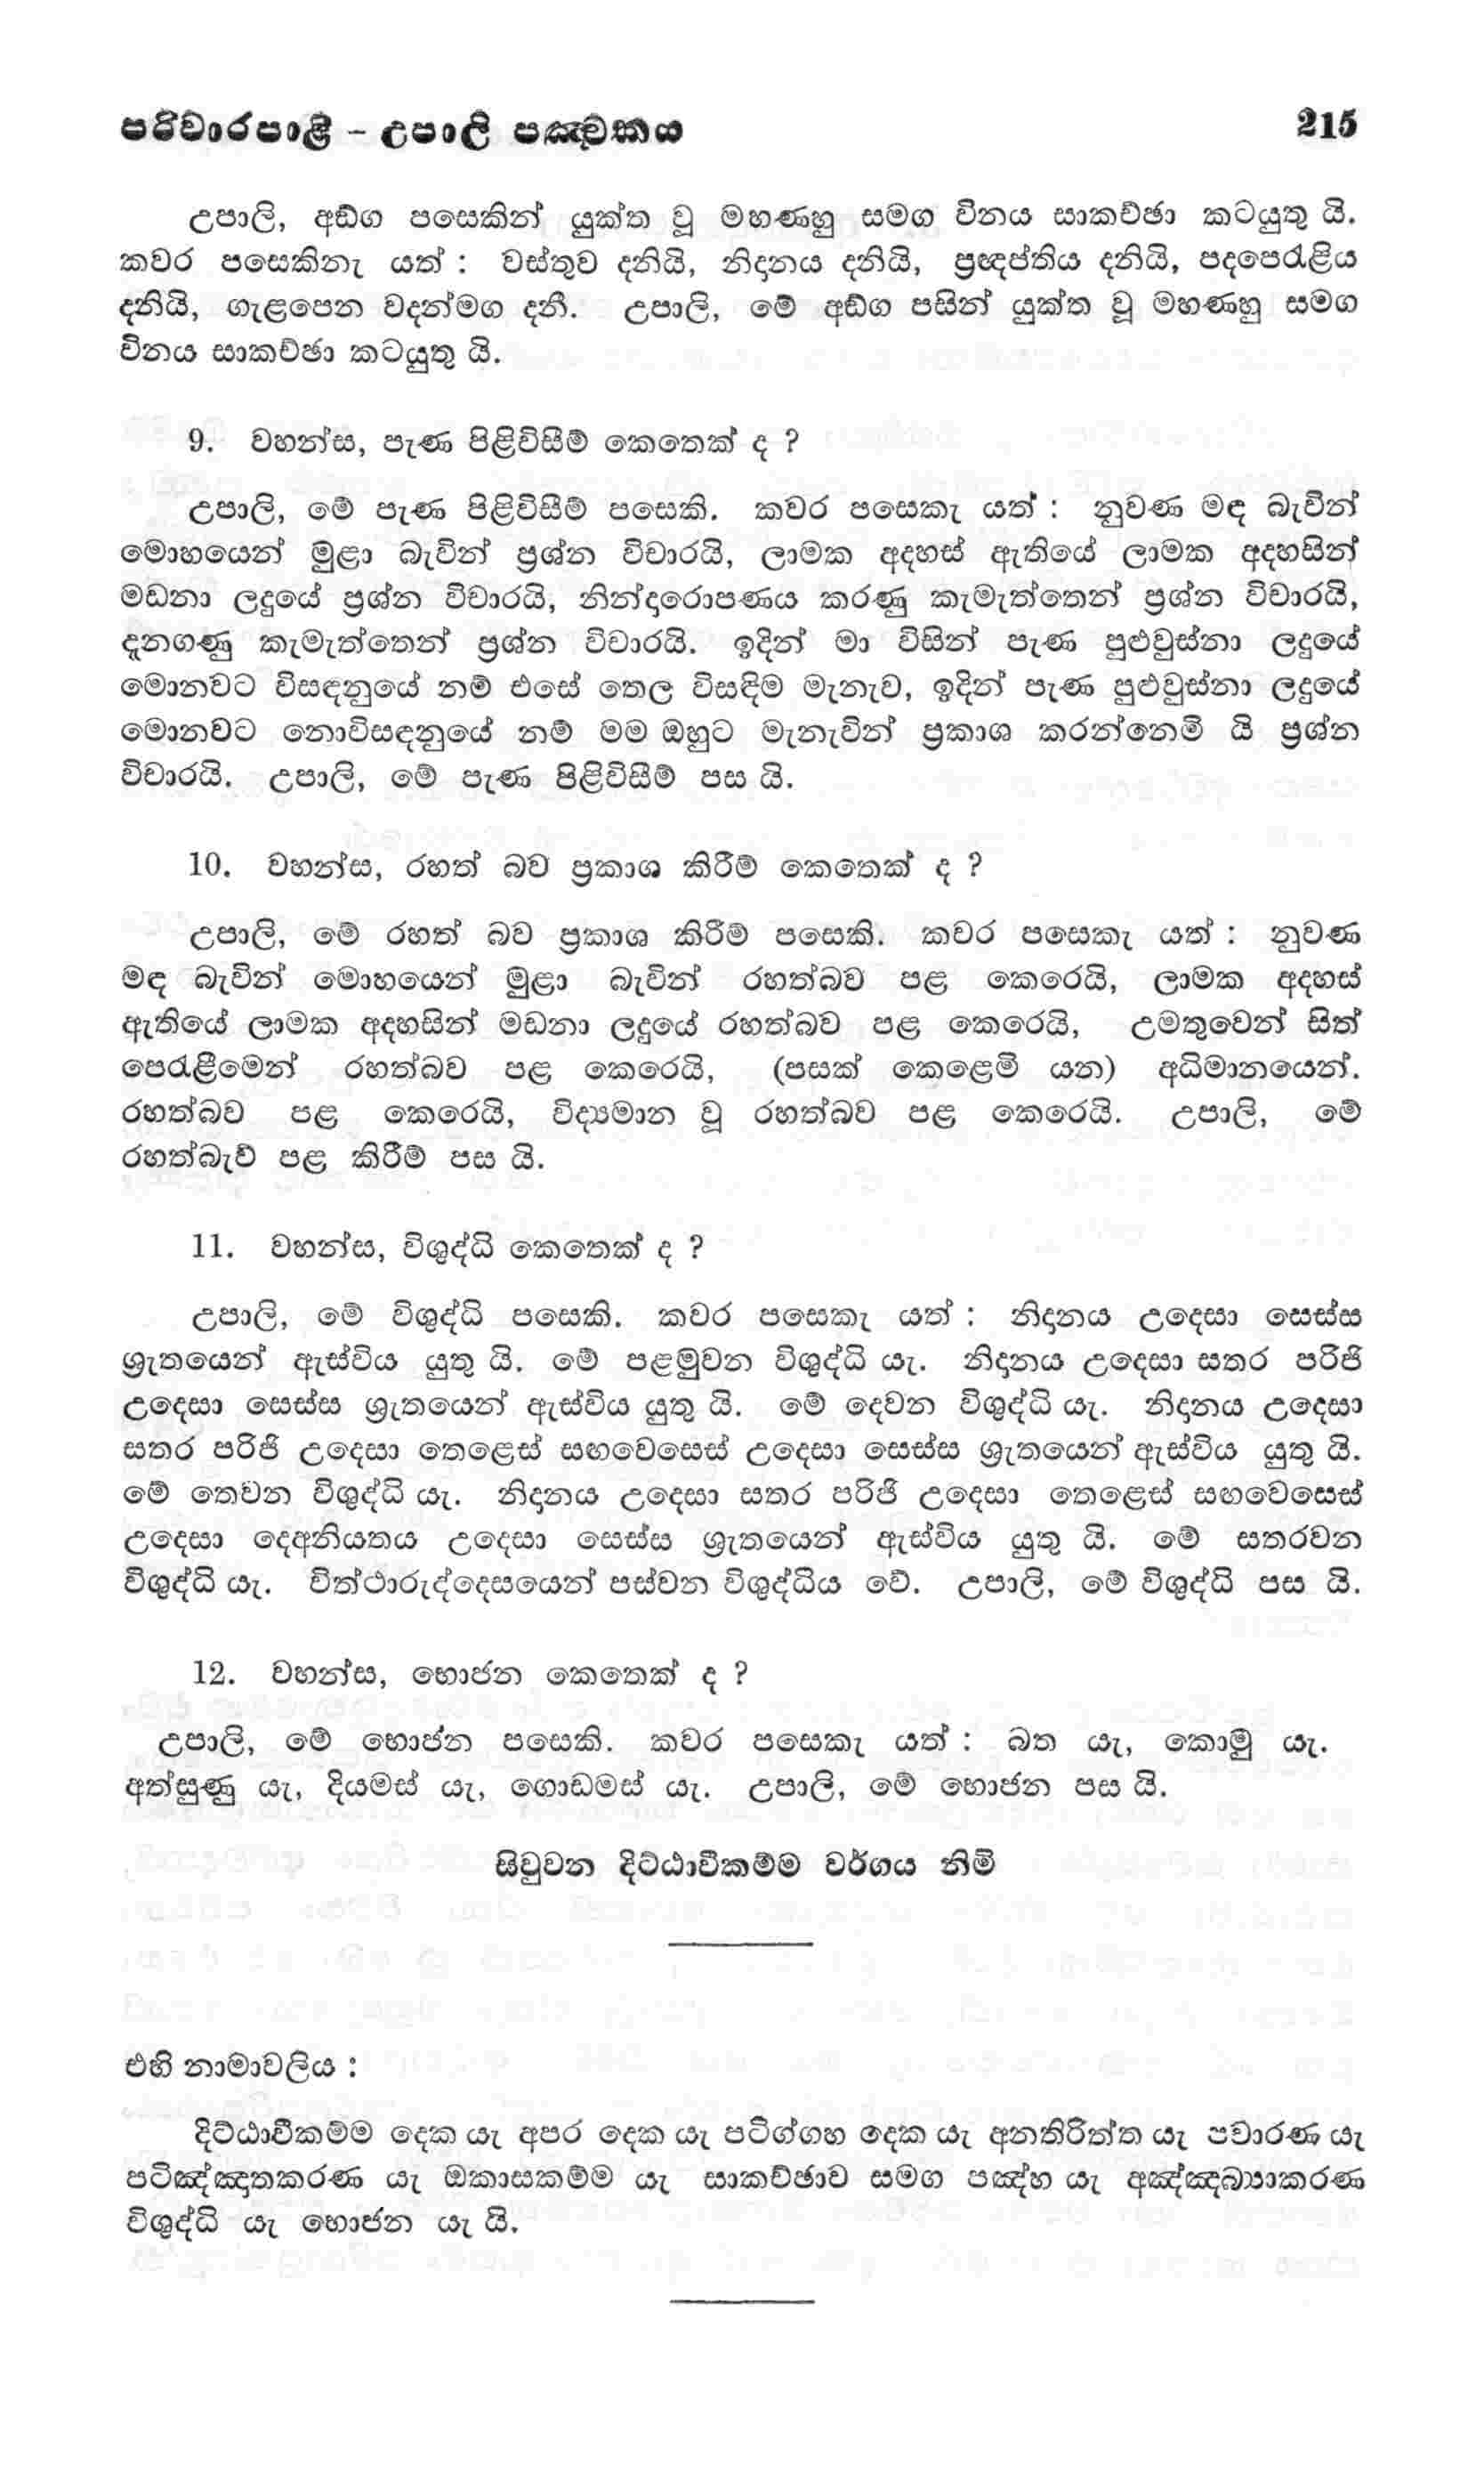 පරිවාරපාළි – උපාලි පඤ්චකය 215
උපාලි, අඞ්ග පසෙකින් යුක්ත වූ මහණහු සමග විනය සාකච්ඡා කටයුතු යි.
කවර පසෙකිනැ යත් : වස්තුව දනියි, නිදානය දනියි, ප්‍රඥප්තිය දනියි, පදපෙරැළිය
දනියි, ගැළපෙන වදන්මග දනී. උපාලි, මේ අඞ්ග පසින් යුක්ත වූ මහණහු සමග
විනය සාකච්ඡා කටයුතු යි.
9. වහන්ස, පැණ පිළිවිසීම් කෙතෙක් ද ?
උපාලි, මේ පැණ පිළිවිසීම් පසෙකි. කවර පසෙකැ යත් : නුවණ මඳ බැවින්
මොහයෙන් මුළා බැවින් ප්‍රශ්න විචාරයි, ලාමක අදහස් ඇතියේ ලාමක අදහසින්
මඩනා ලදුයේ ප්‍රශ්න විචාරයි, නින්දාරොපණය කරණු කැමැත්තෙන් ප්‍රශ්න විචාරයි,
දැනගණු කැමැත්තෙන් ප්‍රශ්න විචාරයි. ඉදින් මා විසින් පැණ පුළුවුස්නා ලදුයේ
මොනවට විසඳනුයේ නම් එසේ තෙල විසඳිම මැනැව, ඉදින් පැණ පුළුවුස්නා ලදුයේ
මොනවට නොවිසඳනුයේ නම් මම ඔහුට මැනැවින් ප්‍රකාශ කරන්නෙමි යි ප්‍රශ්න
විචාරයි. උපාලි, මේ පැණ පිළිවිසීම් පස යි.
10. වහන්ස, රහත් බව ප්‍රකාශ කිරීම් කෙතෙක් ද ?
උපාලි, මේ රහත් බව ප්‍රකාශ කිරීම් පසෙකි. කවර පසෙකැ යත් : නුවණ
මඳ බැවින් මොහයෙන් මුළා බැවින් රහත්බව පළ කෙරෙයි, ලාමක අදහස්
ඇතියේ ලාමක අදහසින් මඩනා ලදුයේ රහත්බව පළ කෙරෙයි, උමතුවෙන් සිත්
පෙරැළීමෙන් රහත්බව පළ කෙරෙයි, (පසක් කෙළෙමි යන) අධිමානයෙන්.
රහත්බව පළ කෙරෙයි, විද්‍යමාන වූ රහත්බව පළ කෙරෙයි. උපාලි, මේ
රහත්බැව් පළ කිරීම් පස යි.
11. වහන්ස, විශුද්ධි කෙතෙක් ද ?
උපාලි, මේ විශුද්ධි පසෙකි. කවර පසෙකැ යත් : නිදානය උදෙසා සෙස්ස
ශ්‍රැතයෙන් ඇස්විය යුතු යි. මේ පළමුවන විශුද්ධි යැ. නිදානය උදෙසා සතර පරිජි
උදෙසා සෙස්ස ශ්‍රැතයෙන් ඇස්විය යුතු යි. මේ දෙවන විශුද්ධි යැ. නිදානය උදෙසා
සතර පරිජි උදෙසා තෙළෙස් සඟවෙසෙස් උදෙසා සෙස්ස ශ්‍රැතයෙන් ඇස්විය යුතු යි.
මේ තෙවන විශුද්ධි යැ. නිදානය උදෙසා සතර පරිජි උදෙසා තෙළෙස් සඟවෙසෙස්
උදෙසා දෙඅනියතය උදෙසා සෙස්ස ශ්‍රැතයෙන් ඇස්විය යුතු යි. මේ සතරවන
විශුද්ධි යැ. විත්ථාරුද්දෙසයෙන් පස්වන විශුද්ධිය වේ. උපාලි, මේ විශුද්ධි පස යි.
12. වහන්ස, භොජන කෙතෙක් ද ?
උපාලි, මේ භොජන පසෙකි. කවර පසෙකැ යත් : බත යැ, කොමු යැ.
අත්සුණු යැ, දියමස් යැ, ගොඩමස් යැ. උපාලි, මේ භොජන පස යි.
සිවුවන දිට්ඨාවිකම්ම වර්ගය නිමි
එහි නාමාවලිය :
දිට්ඨාවීකම්ම දෙක යැ අපර දෙක යැ පටිග්ගහ දෙක යැ අනතිරිත්ත යැ පවාරණ යැ
පටිඤ්ඤාතකරණ යැ ඔකාසකම්ම යැ සාකච්ඡාව සමග පඤ්හ යැ අඤ්ඤබ්‍යාකරණ
විශුද්ධි යැ භොජන යැ යි.